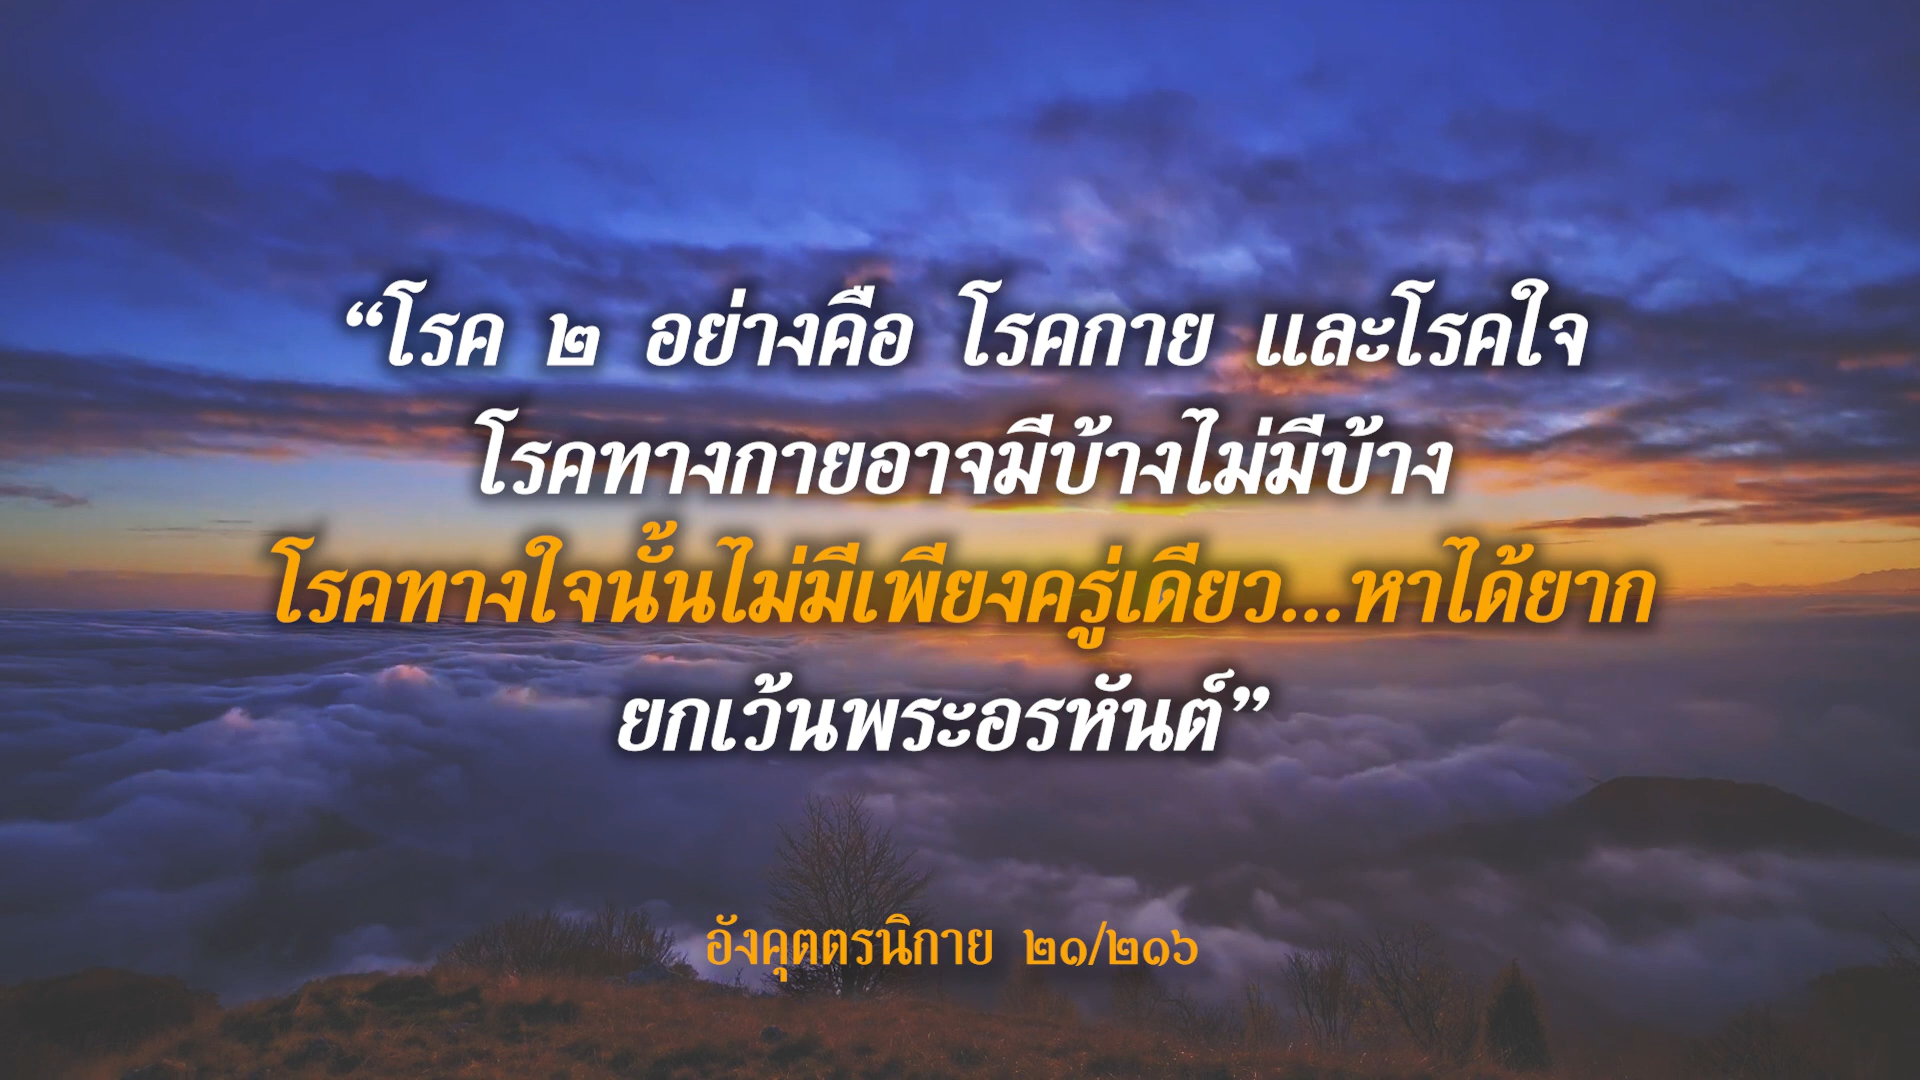 “โรค ๒ อย่างคือ โรคกาย และโรคใจ
โรคทางกายอาจมีบ้างไม่มีบ้าง
โรคทางใจนั้นไม่มีเพียงครู่เดียว...หาได้ยาก
ยกเว้นพระอรหันต์”
อังคุตตรนิกาย ๒๑/๒๑๖